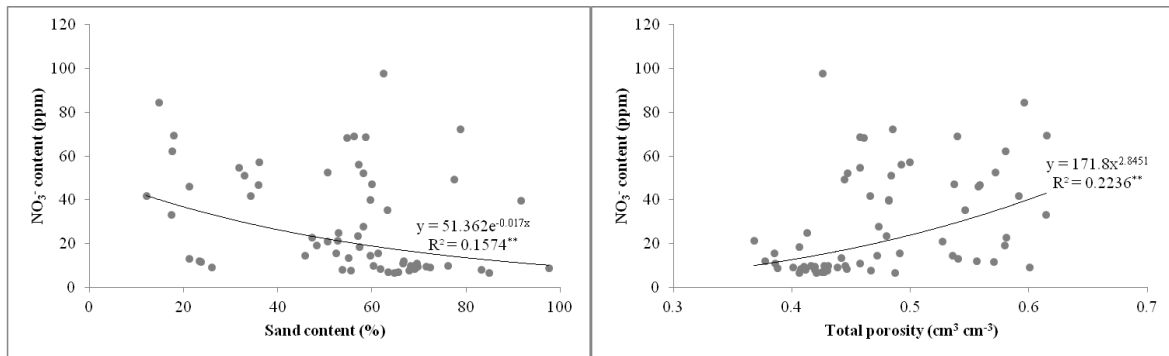 120
100
80
60
40
20
0
NO₃⁻ content (ppm)
y = 51.362e⁻⁰·⁰¹⁷ˣ
R² = 0.1574**
0 20 40 60 80 100
Sand content (%)
120
100
80
60
40
20
0
NO₃⁻ content (ppm)
y = 171.8x²·⁸⁴⁵¹
R² = 0.2236**
0.3 0.4 0.5 0.6 0.7
Total porosity (cm³ cm⁻³)